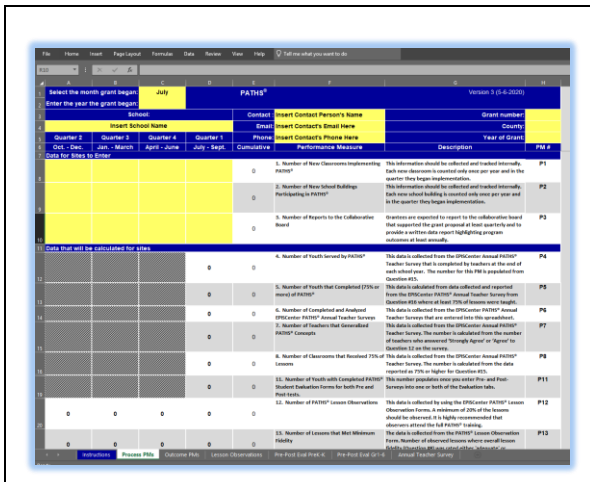 File Home Insert Page Layout Formulas Data Review View Help Tell me what you want to do
A B C D E F G H
1 Select the month grant began: July PATHS® Version 3 (5-6-2020)
2 Enter the year the grant began:
3 School: Contact: Insert Contact Person's Name Grant number:
4 Insert School Name Email: Insert Contact's Email Here County:
5 Quarter 2 Quarter 3 Quarter 4 Quarter 1 Phone: Insert Contact's Phone Here Year of Grant:
6 Oct. - Dec. Jan. - March April - June July - Sept. Cumulative Performance Measure Description PM #
7 Data for Sites to Enter
0 1. Number of New Classrooms Implementing PATHS® This information should be collected and tracked internally. Each new classroom is counted only once per year and in the quarter they began implementation. P1
0 2. Number of New School Buildings Participating in PATHS® This information should be collected and tracked internally. Each new school building is counted only once per year and in the quarter they began implementation. P2
10 0 3. Number of Reports to the Collaborative Board Grantees are expected to report to the collaborative board that supported the grant proposal at least quarterly and to provide a written data report highlighting program outcomes at least annually. P3
11 Data that will be calculated for sites
0 0 4. Number of Youth Served by PATHS® This data is collected from the EPISCenter Annual PATHS® Teacher Survey that is completed by teachers at the end of each school year. The number for this PM is populated from Question #15. P4
0 0 5. Number of Youth that Completed (75% or more) of PATHS® This data is calculated from data collected and reported from the EPISCenter PATHS® Annual Teacher Survey from Question #16 where at least 75% of lessons were taught. P5
0 0 6. Number of Completed and Analyzed EPISCenter PATHS® Annual Teacher Surveys This data is collected from the EPISCenter PATHS® Annual Teacher Surveys that are entered into this spreadsheet. P6
0 0 7. Number of Teachers that Generalized PATHS® Concepts This data is collected from the EPISCenter Annual PATHS® Teacher Survey. The number is calculated from the number of teachers who answered 'Strongly Agree' or 'Agree' to Question 12 on the survey. P7
0 0 8. Number of Classrooms that Received 75% of Lessons This data is collected from the EPISCenter Annual PATHS® Teacher Survey. The number is calculated from the data reported as 75% or higher for Question #15. P8
0 0 11. Number of Youth with Completed PATHS® Student Evaluation Forms for both Pre and Post-tests. This number populates once you enter Pre- and Post-Surveys into one or both of the Evaluation tabs. P11
0 0 0 0 0 12. Number of PATHS® Lesson Observations This data is collected by using the EPISCenter PATHS® Lesson Observation Forms. A minimum of 20% of the lessons should be observed. It is highly recommended that observers attend the full PATHS® training. P12
0 0 0 0 0 13. Number of Lessons that Met Minimum Fidelity The data is collected from the PATHS® Lesson Observation Form. Number of observed lessons where overall lesson P13
Instructions Process PMs Outcome PMs Lesson Observations Pre-Post Eval PreK-K Pre-Post Eval Gr1-6 Annual Teacher Survey